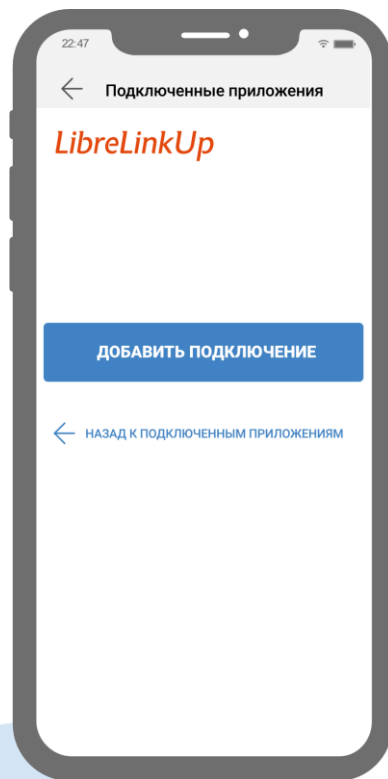 22:47
Подключенные приложения
LibreLinkUp
ДОБАВИТЬ ПОДКЛЮЧЕНИЕ
НАЗАД К ПОДКЛЮЧЕННЫМ ПРИЛОЖЕНИЯМ